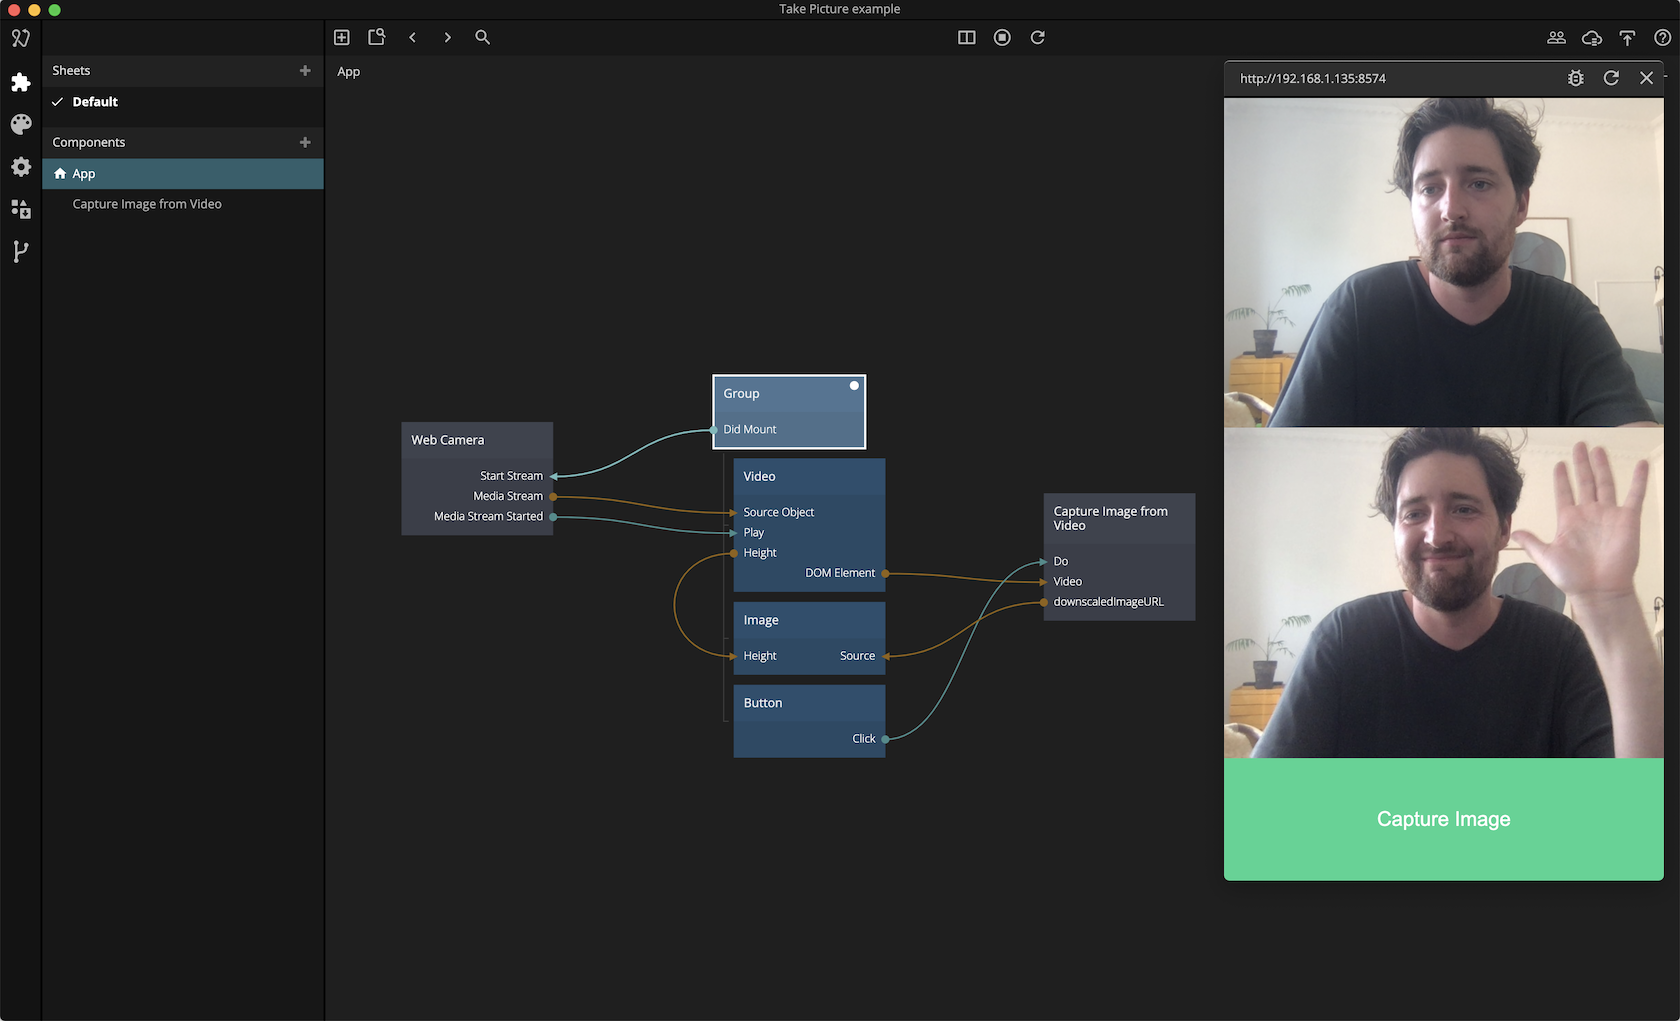 Take Picture example
Sheets
Default
Components
App
Capture Image from Video
App
Web Camera
Start Stream
Media Stream
Media Stream Started
Group
Did Mount
Video
Source Object
Play
Height
DOM Element
Image
Height Source
Button
Click
Capture Image from
Video
Do
Video
downscaledImageURL
http://192.168.1.135:8574
Capture Image